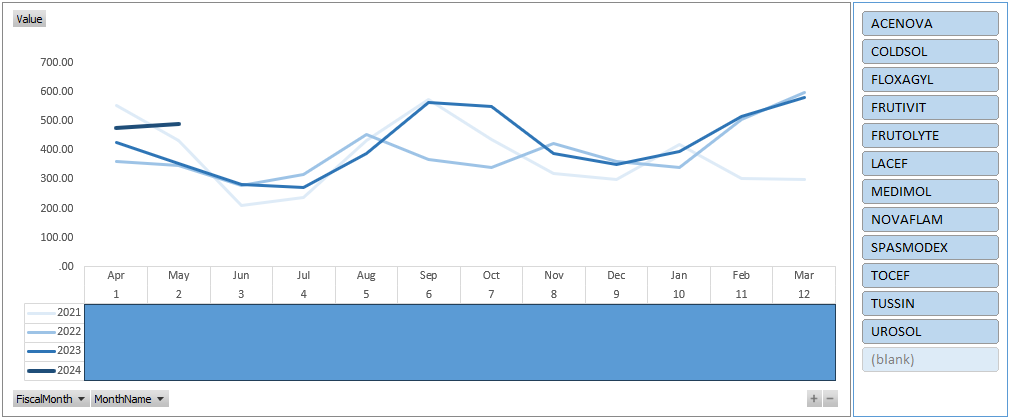 Value
700.00
600.00
500.00
400.00
300.00
200.00
100.00
.00
Apr May Jun Jul Aug Sep Oct Nov Dec Jan Feb Mar
1 2 3 4 5 6 7 8 9 10 11 12
2021
2022
2023
2024
FiscalMonth MonthName
+ −
ACENOVA
COLDSOL
FLOXAGYL
FRUTIVIT
FRUTOLYTE
LACEF
MEDIMOL
NOVAFLAM
SPASMODEX
TOCEF
TUSSIN
UROSOL
(blank)